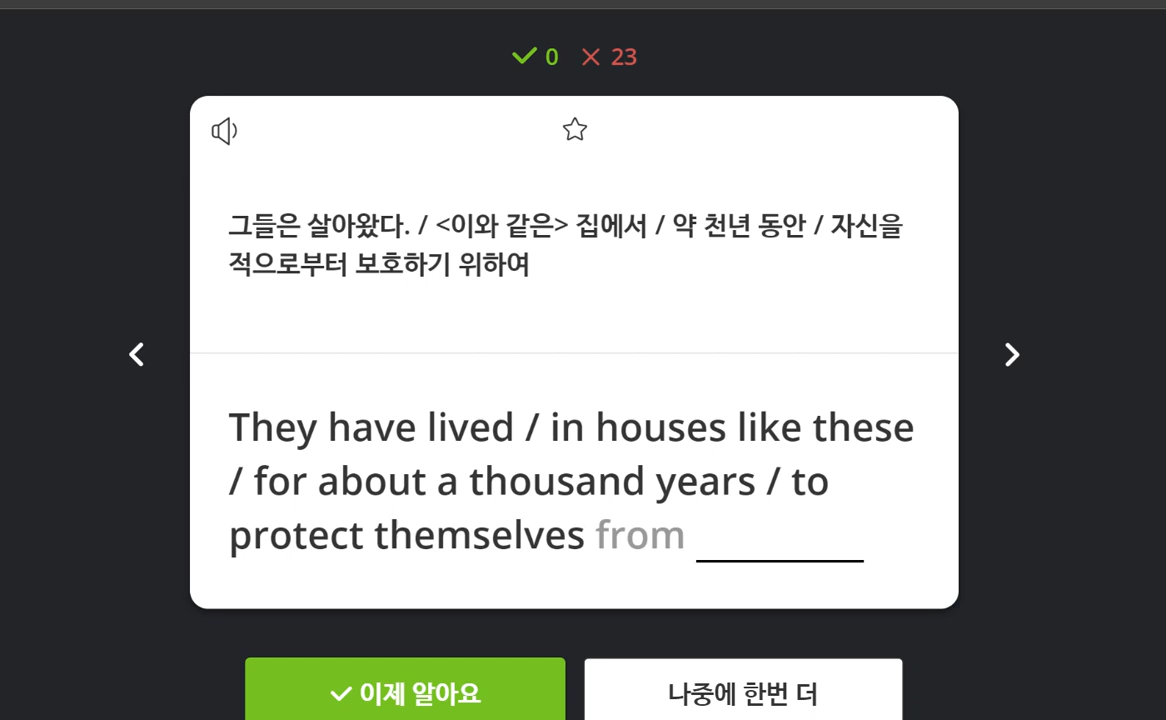 0 23
그들은 살아왔다. / <이와 같은> 집에서 / 약 천년 동안 / 자신을
적으로부터 보호하기 위하여
They have lived / in houses like these
/ for about a thousand years / to
protect themselves from
이제 알아요 나중에 한번 더